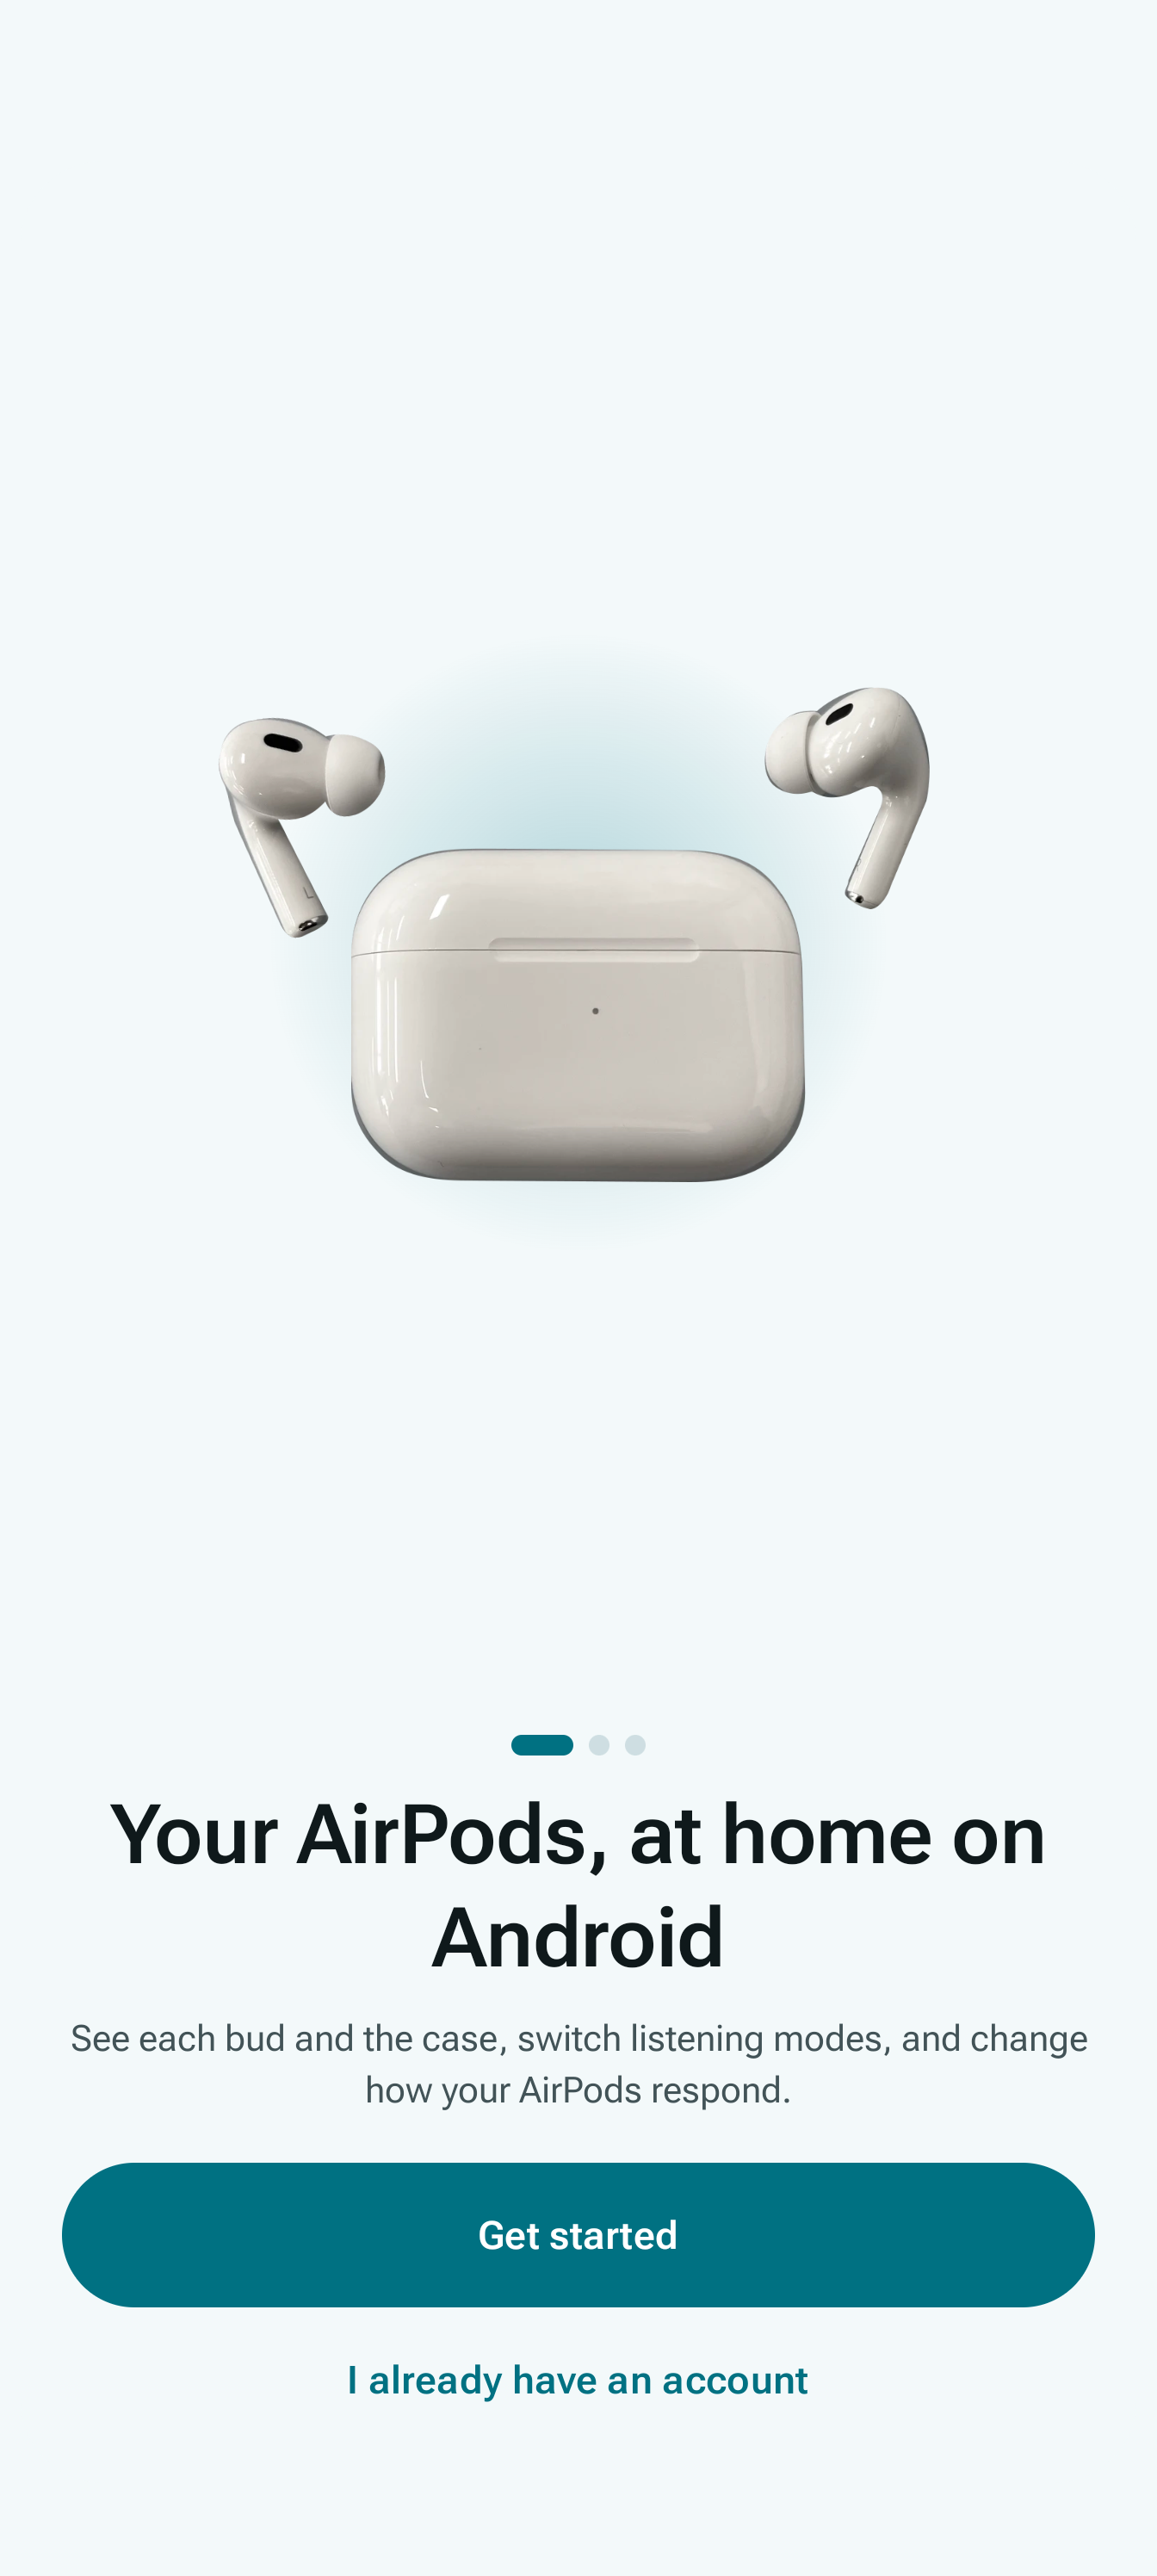 L
Your AirPods, at home on
Android
See each bud and the case, switch listening modes, and change
how your AirPods respond.
Get started
I already have an account